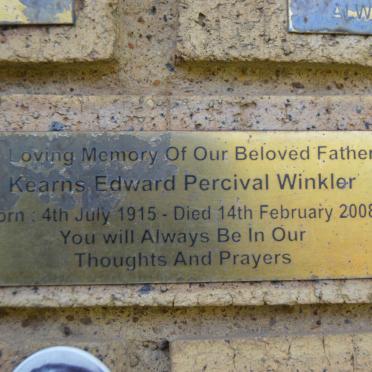 ALW
Loving Memory Of Our Beloved Father
Kearns Edward Percival Winkler
orn : 4th July 1915 - Died 14th February 2008
You will Always Be In Our
Thoughts And Prayers